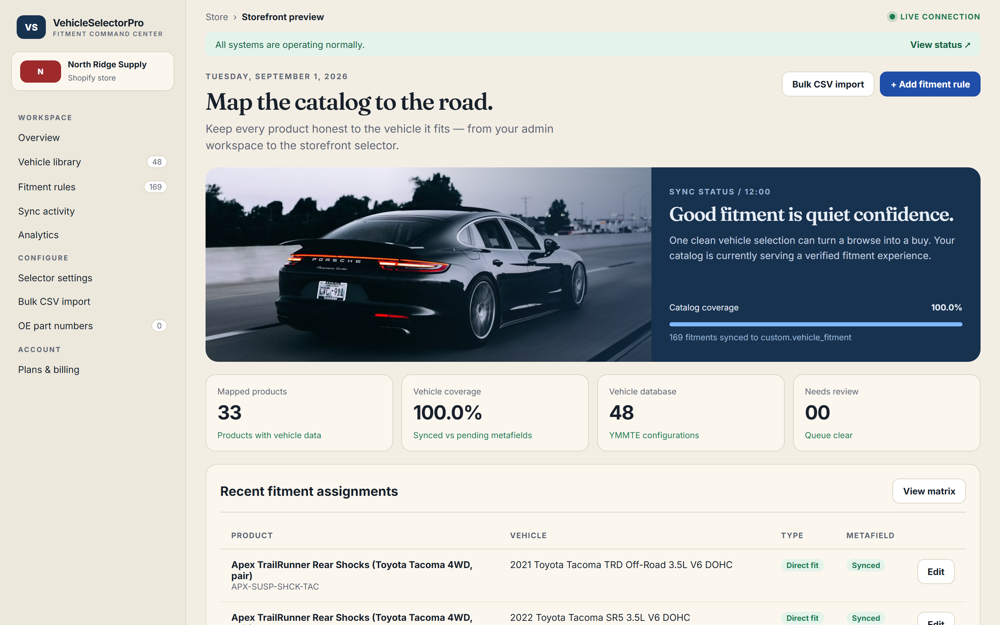 VS
VehicleSelectorPro
FITMENT COMMAND CENTER
N
North Ridge Supply
Shopify store
WORKSPACE
Overview
Vehicle library 48
Fitment rules 169
Sync activity
Analytics
CONFIGURE
Selector settings
Bulk CSV import
OE part numbers 0
ACCOUNT
Plans & billing
Store › Storefront preview
LIVE CONNECTION
All systems are operating normally.
View status ↗
TUESDAY, SEPTEMBER 1, 2026
Map the catalog to the road.
Keep every product honest to the vehicle it fits — from your admin
workspace to the storefront selector.
Bulk CSV import
+ Add fitment rule
PORSCHE
Panamera turbo
OKLAHOMA
CVC-911
COOPER
SYNC STATUS / 12:00
Good fitment is quiet confidence.
One clean vehicle selection can turn a browse into a buy. Your
catalog is currently serving a verified fitment experience.
Catalog coverage 100.0%
169 fitments synced to custom.vehicle_fitment
Mapped products
33
Products with vehicle data
Vehicle coverage
100.0%
Synced vs pending metafields
Vehicle database
48
YMMTE configurations
Needs review
00
Queue clear
Recent fitment assignments
View matrix
PRODUCT VEHICLE TYPE METAFIELD
Apex TrailRunner Rear Shocks (Toyota Tacoma 4WD,
pair)
APX-SUSP-SHCK-TAC
2021 Toyota Tacoma TRD Off-Road 3.5L V6 DOHC
Direct fit
Synced
Edit
Apex TrailRunner Rear Shocks (Toyota Tacoma 4WD,
2022 Toyota Tacoma SR5 3.5L V6 DOHC
Direct fit
Synced
Edit